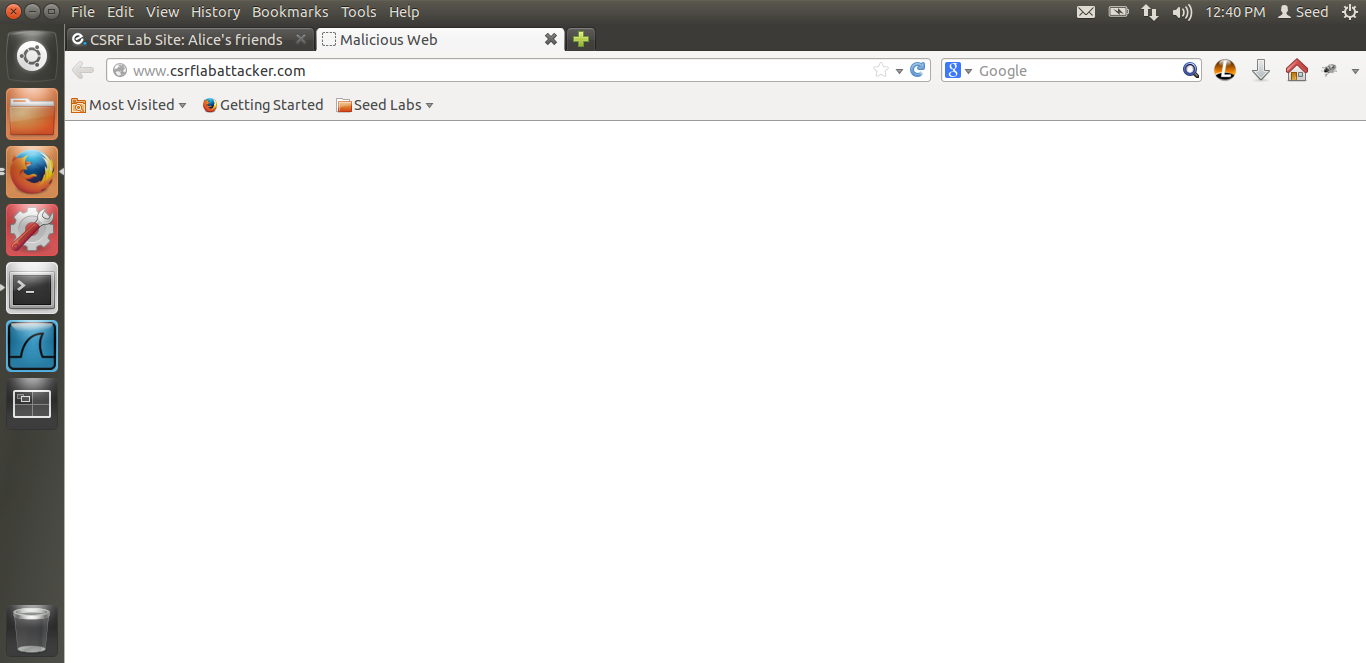 File Edit View History Bookmarks Tools Help 12:40 PM Seed
CSRF Lab Site: Alice's friends Malicious Web
www.csrflabattacker.com Google
Most Visited Getting Started Seed Labs